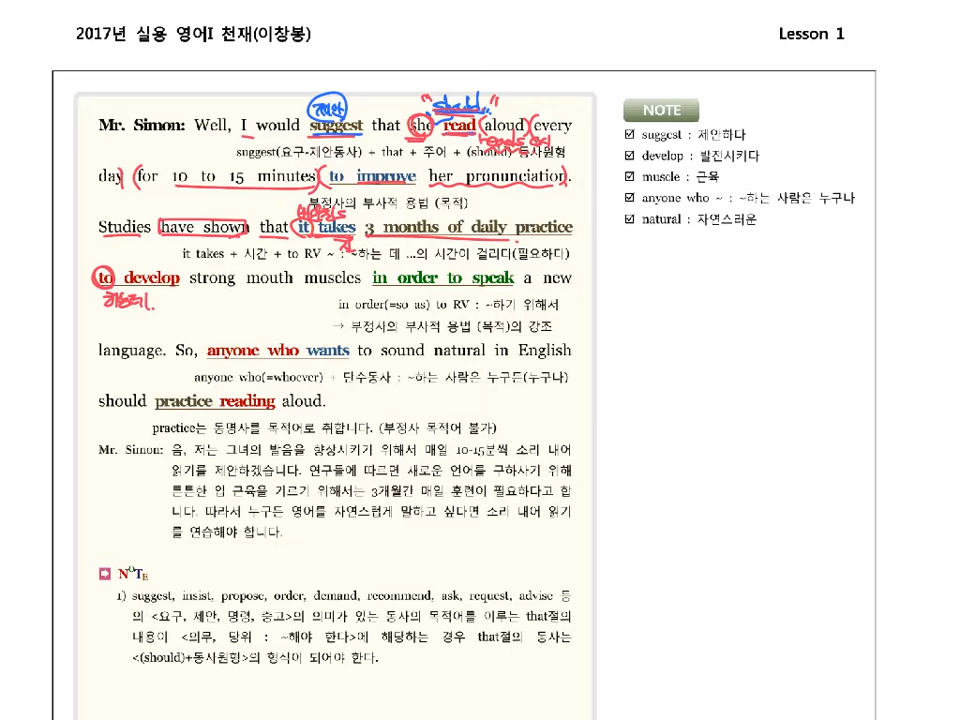 2017년 실용 영어I 천재(이창봉)
Lesson 1
제안
"should"
Mr. Simon: Well, I would suggest that she read aloud every
suggest(요구·제안동사) + that + 주어 + (should) 동사원형
day for 10 to 15 minutes to improve her pronunciation.
부정사의 부사적 용법 (목적)
Studies have shown that it takes 3 months of daily practice
it takes + 시간 + to RV ~ : ~하는 데 ...의 시간이 걸리다(필요하다)
to develop strong mouth muscles in order to speak a new
in order(=so as) to RV : ~하기 위해서
→ 부정사의 부사적 용법 (목적)의 강조
language. So, anyone who wants to sound natural in English
anyone who(=whoever) + 단수동사 : ~하는 사람은 누구든(누구나)
should practice reading aloud.
practice는 동명사를 목적어로 취합니다. (부정사 목적어 불가)
Mr. Simon: 음, 저는 그녀의 발음을 향상시키기 위해서 매일 10-15분씩 소리 내어
읽기를 제안하겠습니다. 연구들에 따르면 새로운 언어를 구하사기 위해
튼튼한 입 근육을 기르기 위해서는 3개월간 매일 훈련이 필요하다고 합
니다. 따라서 누구든 영어를 자연스럽게 말하고 싶다면 소리 내어 읽기
를 연습해야 합니다.
NOTE
1) suggest, insist, propose, order, demand, recommend, ask, request, advise 등
의 <요구, 제안, 명령, 충고>의 의미가 있는 동사의 목적어를 이루는 that절의
내용이 <의무, 당위 : ~해야 한다>에 해당하는 경우 that절의 동사는
<(should)+동사원형>의 형식이 되어야 한다.
NOTE
suggest : 제안하다
develop : 발전시키다
muscle : 근육
anyone who ~ : ~하는 사람은 누구나
natural : 자연스러운